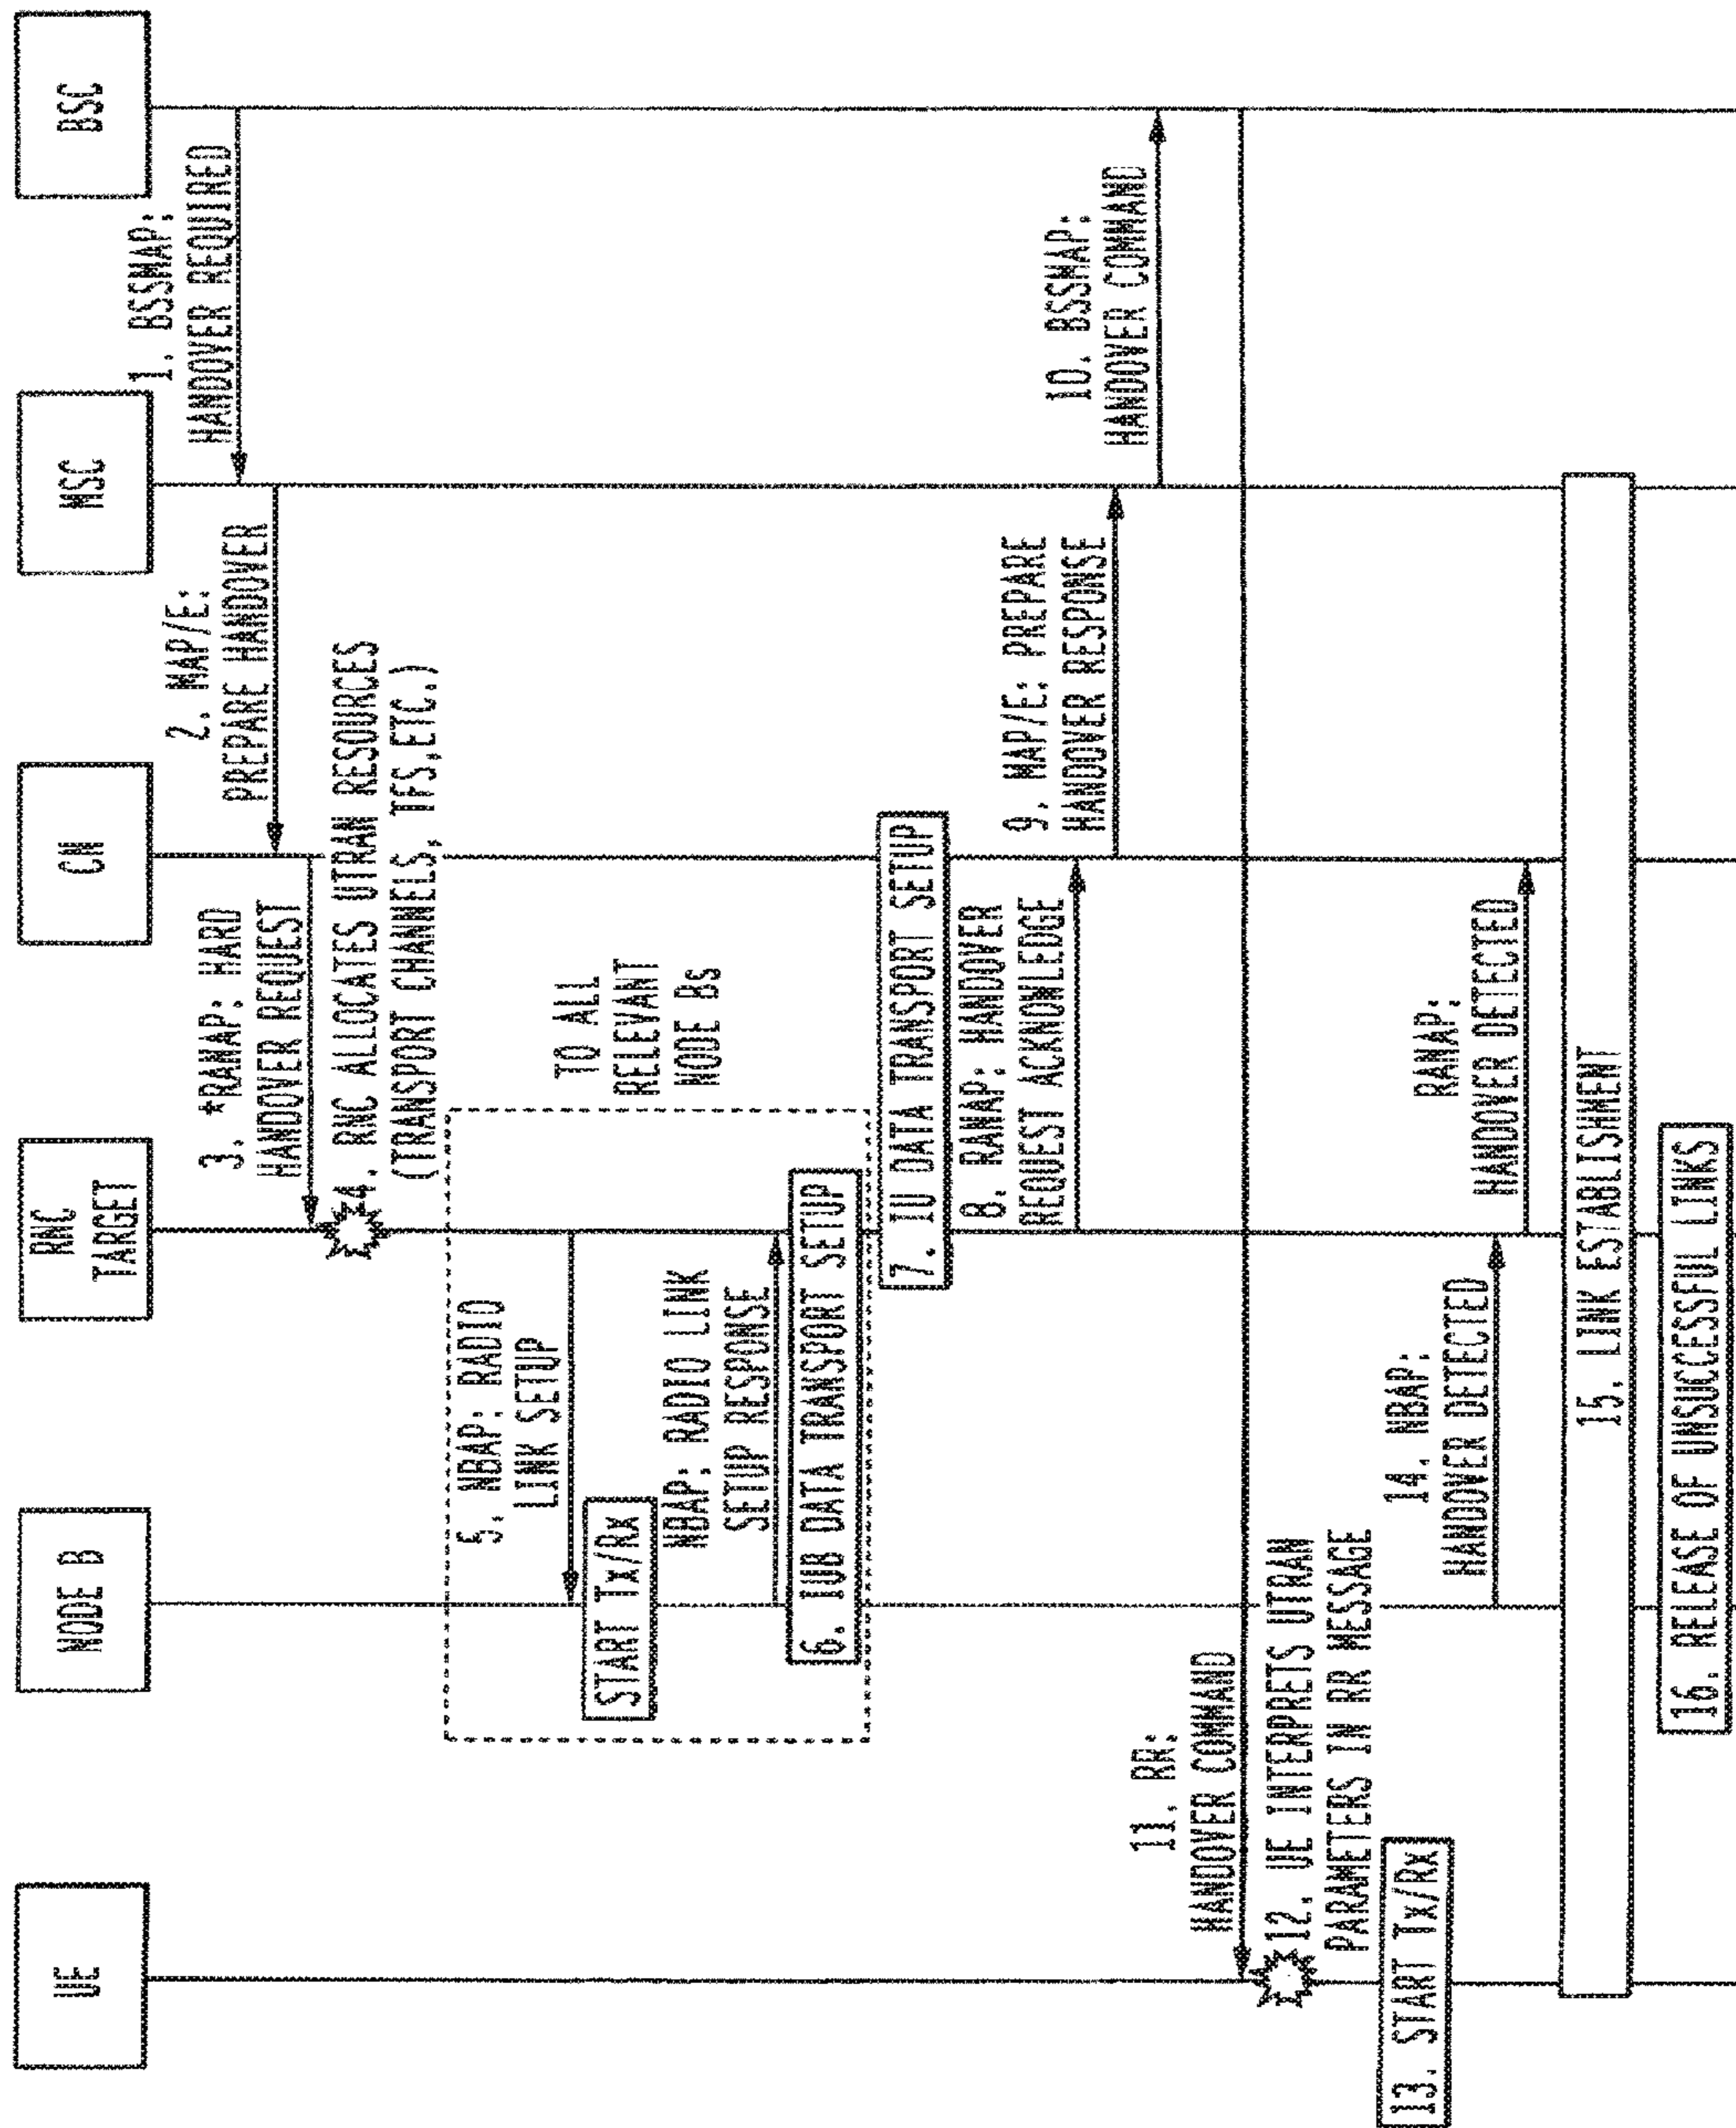 UE
NODE B
RNC
TARGET
CN
MSC
BSC
1. BSSMAP:
HANDOVER REQUIRED
2. MAP/E:
PREPARE HANDOVER
3. *RANAP: HARD
HANDOVER REQUEST
4. RNC ALLOCATES UTRAN RESOURCES
(TRANSPORT CHANNELS, TFS,ETC.)
5. NBAP: RADIO
LINK SETUP
TO ALL
RELEVANT
NODE Bs
START Tx/Rx
NBAP: RADIO LINK
SETUP RESPONSE
6. IUB DATA TRANSPORT SETUP
7. IU DATA TRANSPORT SETUP
8. RANAP: HANDOVER
REQUEST ACKNOWLEDGE
9. MAP/E: PREPARE
HANDOVER RESPONSE
10. BSSMAP:
HANDOVER COMMAND
11. RR:
HANDOVER COMMAND
12. UE INTERPRETS UTRAN
PARAMETERS IN RR MESSAGE
13. START Tx/Rx
14. NBAP:
HANDOVER DETECTED
RANAP:
HANDOVER DETECTED
15. LINK ESTABLISHMENT
16. RELEASE OF UNSUCCESSFUL LINKS